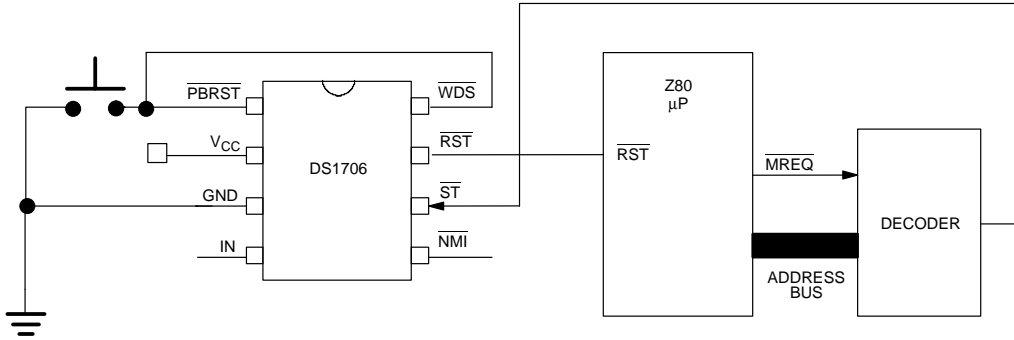 PBRST
WDS
Z80
µP
VCC
RST
RST
DS1706
MREQ
GND
ST
DECODER
IN
NMI
ADDRESS
BUS